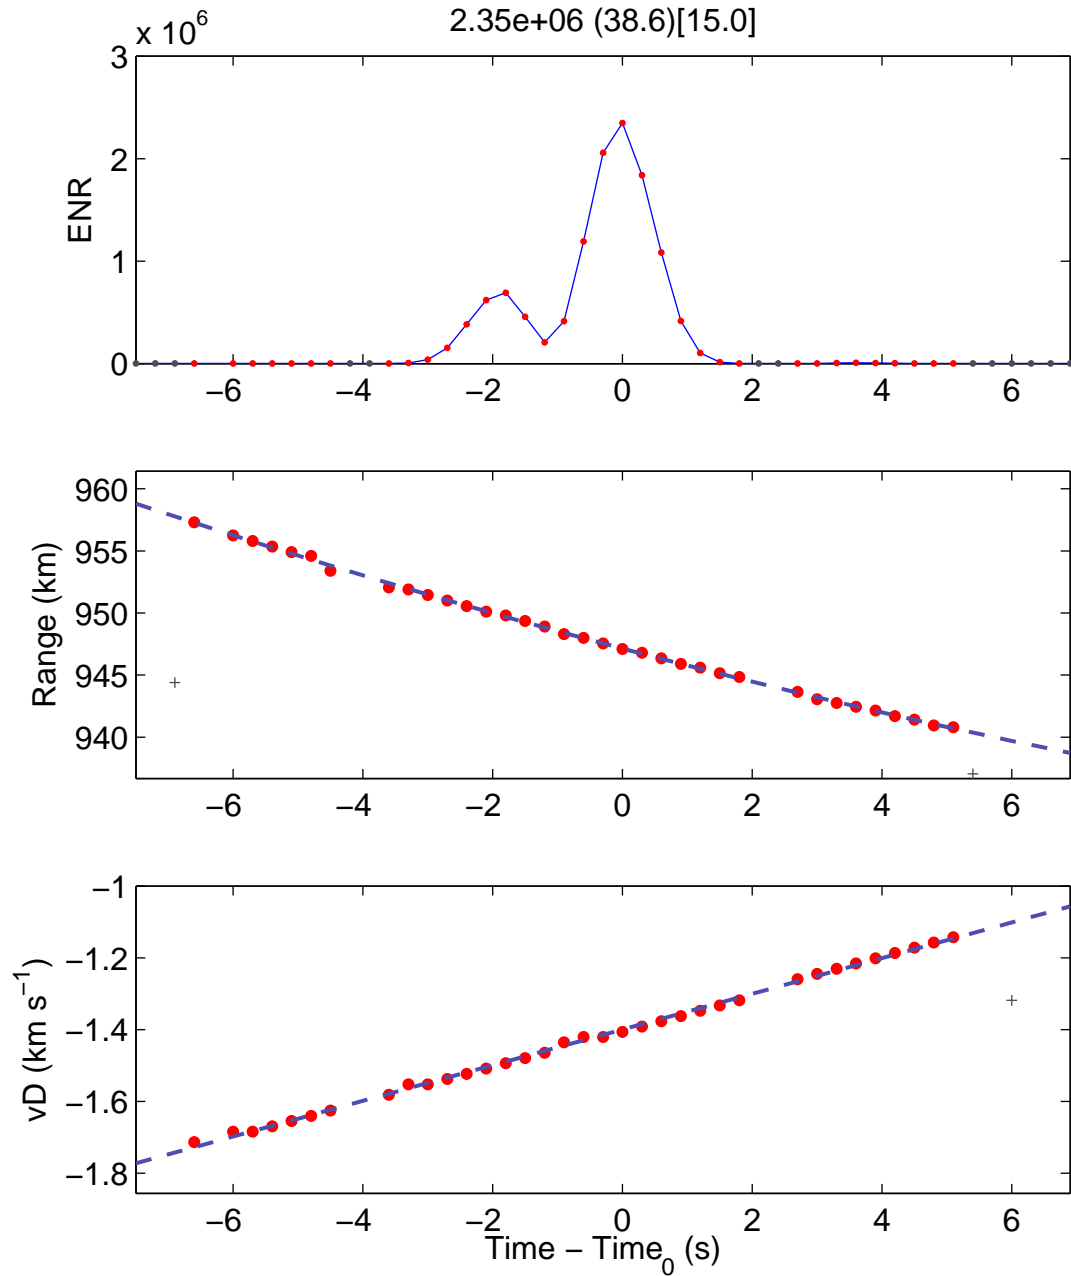 2.35e+06 (38.6)[15.0]
x 10^6
3
2
1
0
ENR
−6 −4 −2 0 2 4 6
960
955
950
945
940
Range (km)
−6 −4 −2 0 2 4 6
−1
−1.2
−1.4
−1.6
−1.8
vD (km s^−1)
−6 −4 −2 0 2 4 6
Time − Time_0 (s)